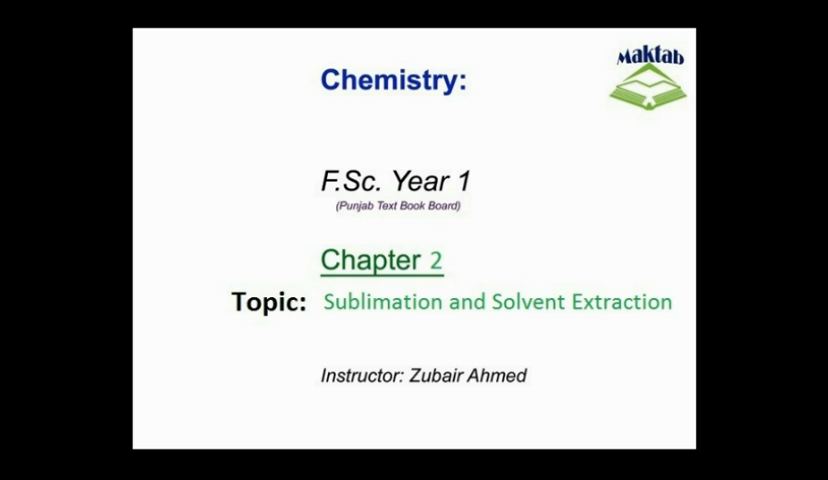 Maktab
Chemistry:
F.Sc. Year 1
(Punjab Text Book Board)
Chapter 2
Topic: Sublimation and Solvent Extraction
Instructor: Zubair Ahmed